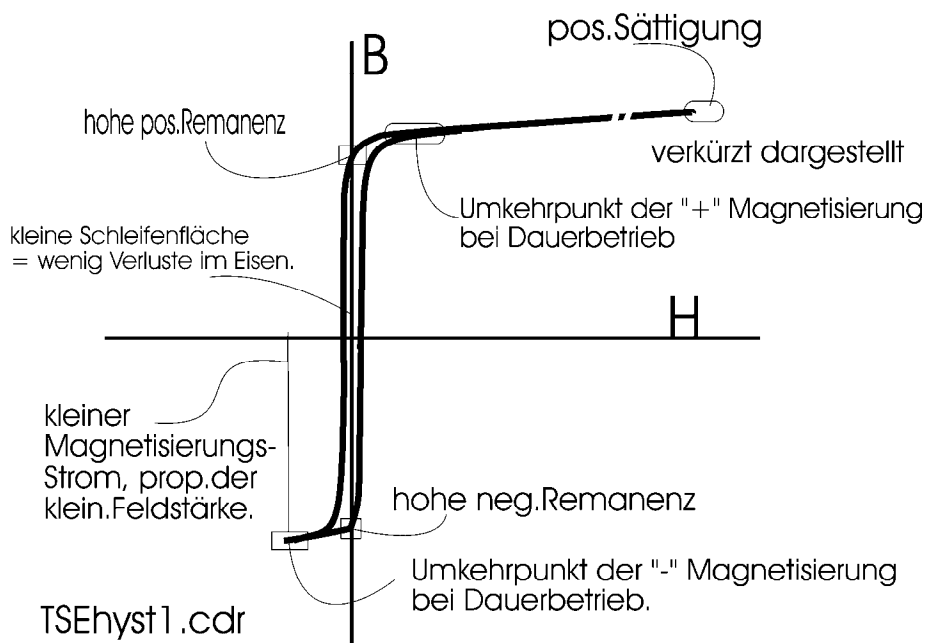 pos.Sättigung
B
hohe pos.Remanenz
verkürzt dargestellt
Umkehrpunkt der "+" Magnetisierung
bei Dauerbetrieb
kleine Schleifenfläche
= wenig Verluste im Eisen.
H
kleiner
Magnetisierungs-
Strom, prop.der
klein.Feldstärke.
hohe neg.Remanenz
Umkehrpunkt der "-" Magnetisierung
bei Dauerbetrieb.
TSEhyst1.cdr